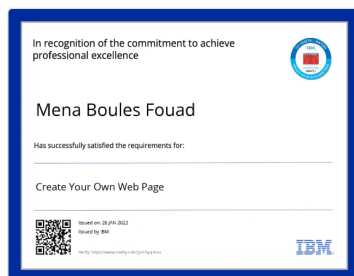 In recognition of the commitment to achieve
professional excellence
IBM
Mena Boules Fouad
Has successfully satisfied the requirements for:
Create Your Own Web Page
Issued on: 26 JAN 2022
Issued by IBM
IBM